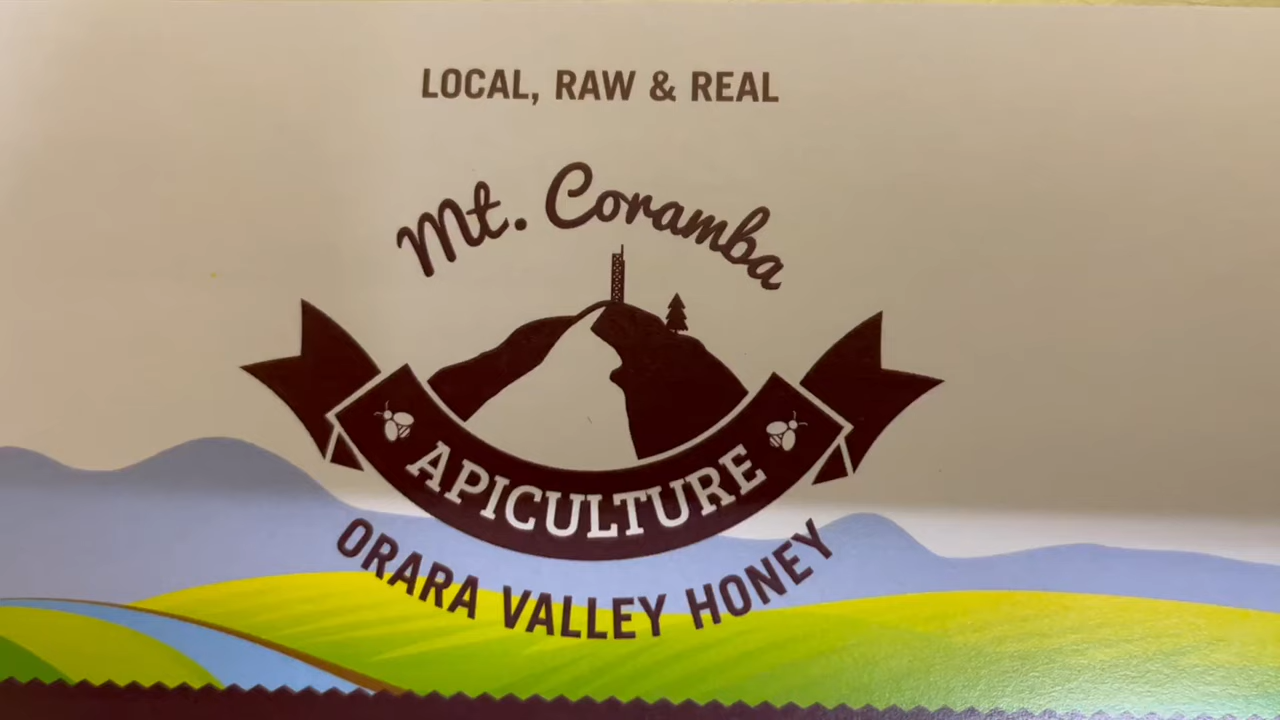 LOCAL, RAW & REAL
Mt. Coramba
APICULTURE
ORARA VALLEY HONEY